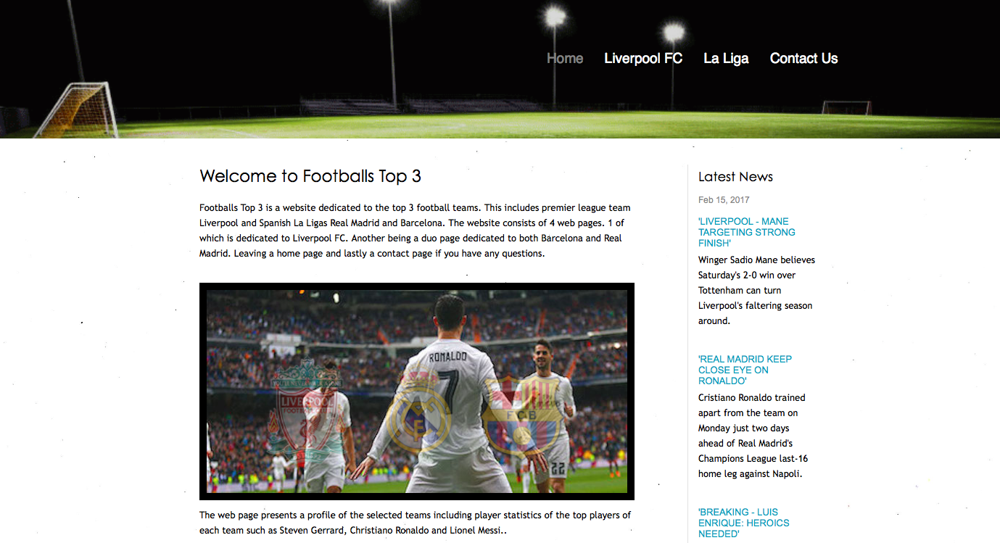 Home Liverpool FC La Liga Contact Us
Welcome to Footballs Top 3
Footballs Top 3 is a website dedicated to the top 3 football teams. This includes premier league team
Liverpool and Spanish La Ligas Real Madrid and Barcelona. The website consists of 4 web pages. 1 of
which is dedicated to Liverpool FC. Another being a duo page dedicated to both Barcelona and Real
Madrid. Leaving a home page and lastly a contact page if you have any questions.
RONALDO
7
LIVERPOOL
FOOTBALL CLUB
FCB
22
The web page presents a profile of the selected teams including player statistics of the top players of
each team such as Steven Gerrard, Christiano Ronaldo and Lionel Messi..
Latest News
Feb 15, 2017
'LIVERPOOL - MANE
TARGETING STRONG
FINISH'
Winger Sadio Mane believes
Saturday's 2-0 win over
Tottenham can turn
Liverpool's faltering season
around.
'REAL MADRID KEEP
CLOSE EYE ON
RONALDO'
Cristiano Ronaldo trained
apart from the team on
Monday just two days
ahead of Real Madrid's
Champions League last-16
home leg against Napoli.
'BREAKING - LUIS
ENRIQUE: HEROICS
NEEDED'